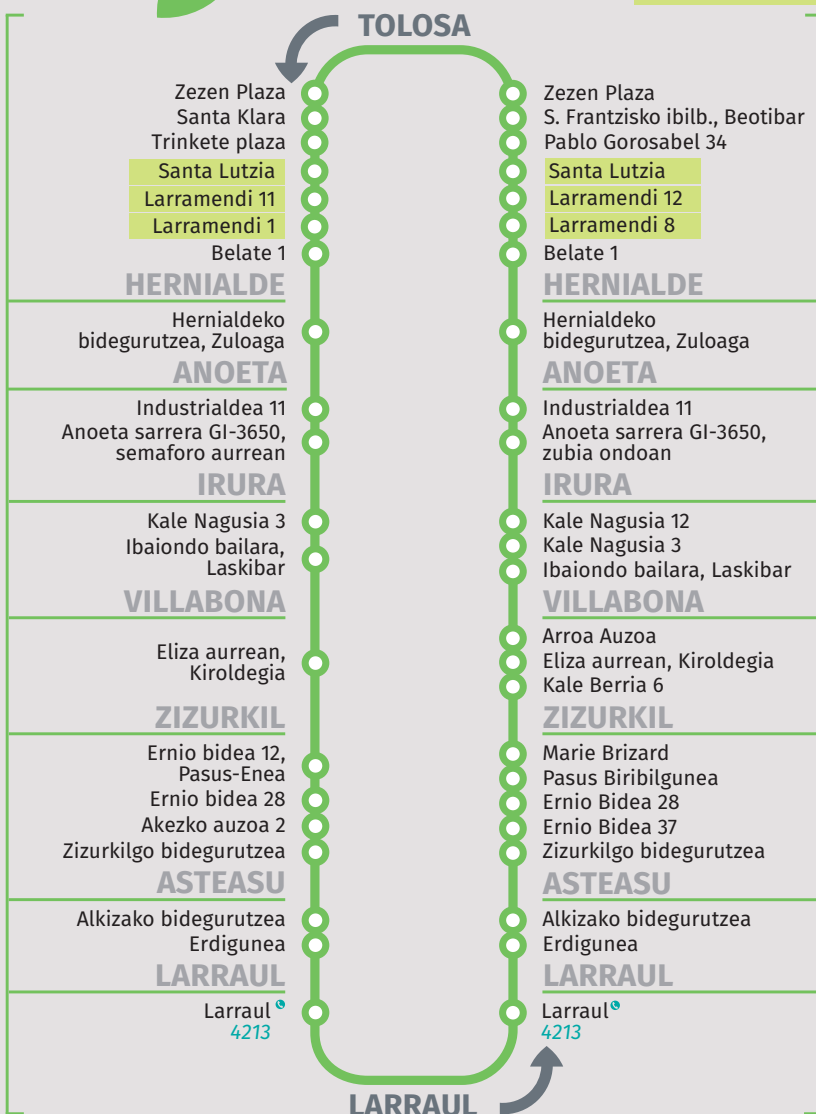 TOLOSA
Zezen Plaza
Santa Klara
Trinkete plaza
Santa Lutzia
Larramendi 11
Larramendi 1
Belate 1
HERNIALDE
Hernialdeko
bidegurutzea, Zuloaga
ANOETA
Industrialdea 11
Anoeta sarrera GI-3650,
semaforo aurrean
IRURA
Kale Nagusia 3
Ibaiondo bailara,
Laskibar
VILLABONA
Eliza aurrean,
Kiroldegia
ZIZURKIL
Ernio bidea 12,
Pasus-Enea
Ernio bidea 28
Akezko auzoa 2
Zizurkilgo bidegurutzea
ASTEASU
Alkizako bidegurutzea
Erdigunea
LARRAUL
Larraul
4213
Zezen Plaza
S. Frantzisko ibilb., Beotibar
Pablo Gorosabel 34
Santa Lutzia
Larramendi 12
Larramendi 8
Belate 1
HERNIALDE
Hernialdeko
bidegurutzea, Zuloaga
ANOETA
Industrialdea 11
Anoeta sarrera GI-3650,
zubia ondoan
IRURA
Kale Nagusia 12
Kale Nagusia 3
Ibaiondo bailara, Laskibar
VILLABONA
Arroa Auzoa
Eliza aurrean, Kiroldegia
Kale Berria 6
ZIZURKIL
Marie Brizard
Pasus Biribilgunea
Ernio Bidea 28
Ernio Bidea 37
Zizurkilgo bidegurutzea
ASTEASU
Alkizako bidegurutzea
Erdigunea
LARRAUL
Larraul
4213
LARRAUL